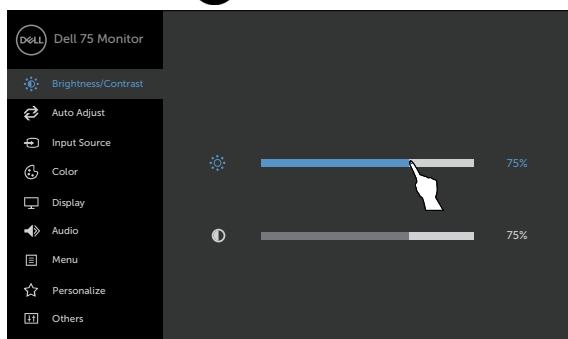 DELL Dell 75 Monitor
Brightness/Contrast
Auto Adjust
Input Source
Color
75%
Display
Audio
75%
Menu
Personalize
Others